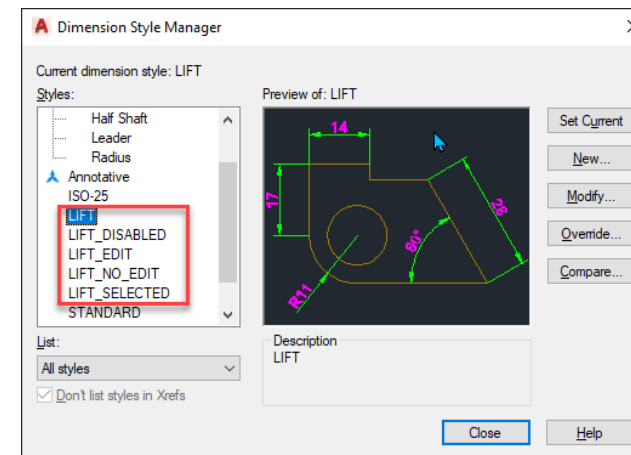 A Dimension Style Manager
Current dimension style: LIFT
Styles:
Half Shaft
Leader
Radius
Annotative
ISO-25
LIFT
LIFT_DISABLED
LIFT_EDIT
LIFT_NO_EDIT
LIFT_SELECTED
STANDARD
List:
All styles
Don't list styles in Xrefs
Preview of: LIFT
14
17
28
60°
R11
Description
LIFT
Set Current
New...
Modify...
Override...
Compare...
Close
Help